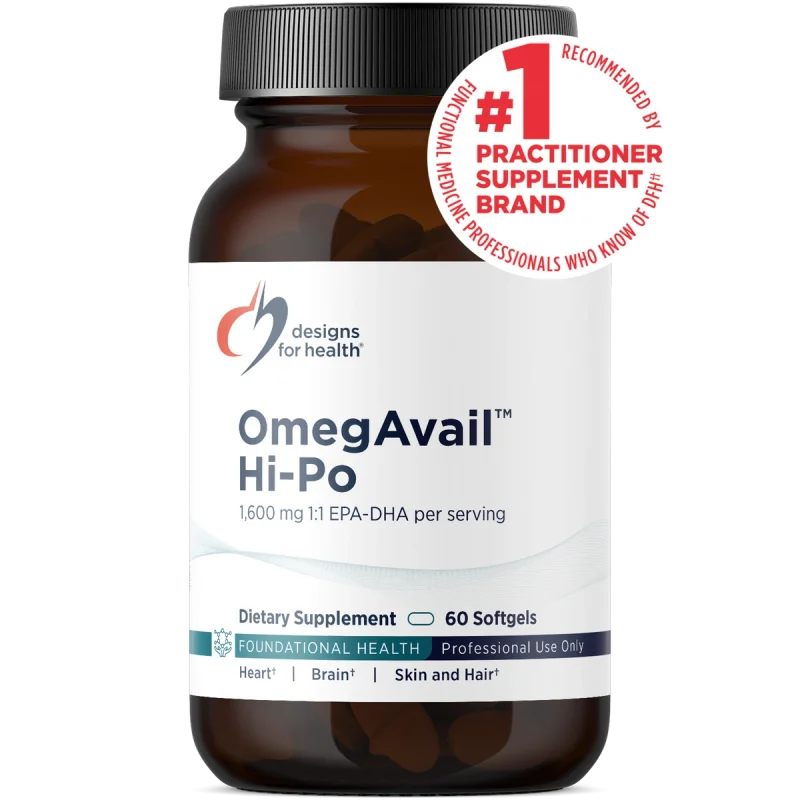 #1
PRACTITIONER
SUPPLEMENT
BRAND
RECOMMENDED BY
FUNCTIONAL MEDICINE PROFESSIONALS WHO KNOW OF DFH††
designs
for health®
OmegAvail™
Hi-Po
1,600 mg 1:1 EPA-DHA per serving
Dietary Supplement 60 Softgels
FOUNDATIONAL HEALTH Professional Use Only
Heart† | Brain† | Skin and Hair†